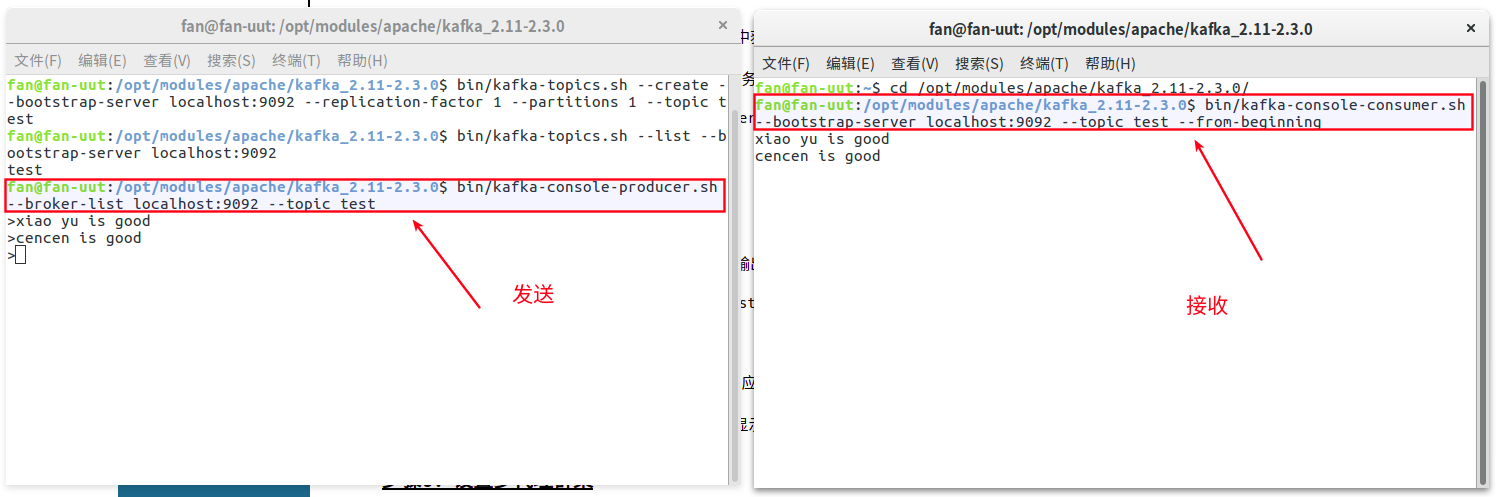 fan@fan-uut: /opt/modules/apache/kafka_2.11-2.3.0
文件(F) 编辑(E) 查看(V) 搜索(S) 终端(T) 帮助(H)
fan@fan-uut:/opt/modules/apache/kafka_2.11-2.3.0$ bin/kafka-topics.sh --create -
-bootstrap-server localhost:9092 --replication-factor 1 --partitions 1 --topic t
est
fan@fan-uut:/opt/modules/apache/kafka_2.11-2.3.0$ bin/kafka-topics.sh --list --b
ootstrap-server localhost:9092
test
fan@fan-uut:/opt/modules/apache/kafka_2.11-2.3.0$ bin/kafka-console-producer.sh
--broker-list localhost:9092 --topic test
>xiao yu is good
>cencen is good
>
发送
fan@fan-uut: /opt/modules/apache/kafka_2.11-2.3.0
文件(F) 编辑(E) 查看(V) 搜索(S) 终端(T) 帮助(H)
fan@fan-uut:~$ cd /opt/modules/apache/kafka_2.11-2.3.0/
fan@fan-uut:/opt/modules/apache/kafka_2.11-2.3.0$ bin/kafka-console-consumer.sh
--bootstrap-server localhost:9092 --topic test --from-beginning
xiao yu is good
cencen is good
接收